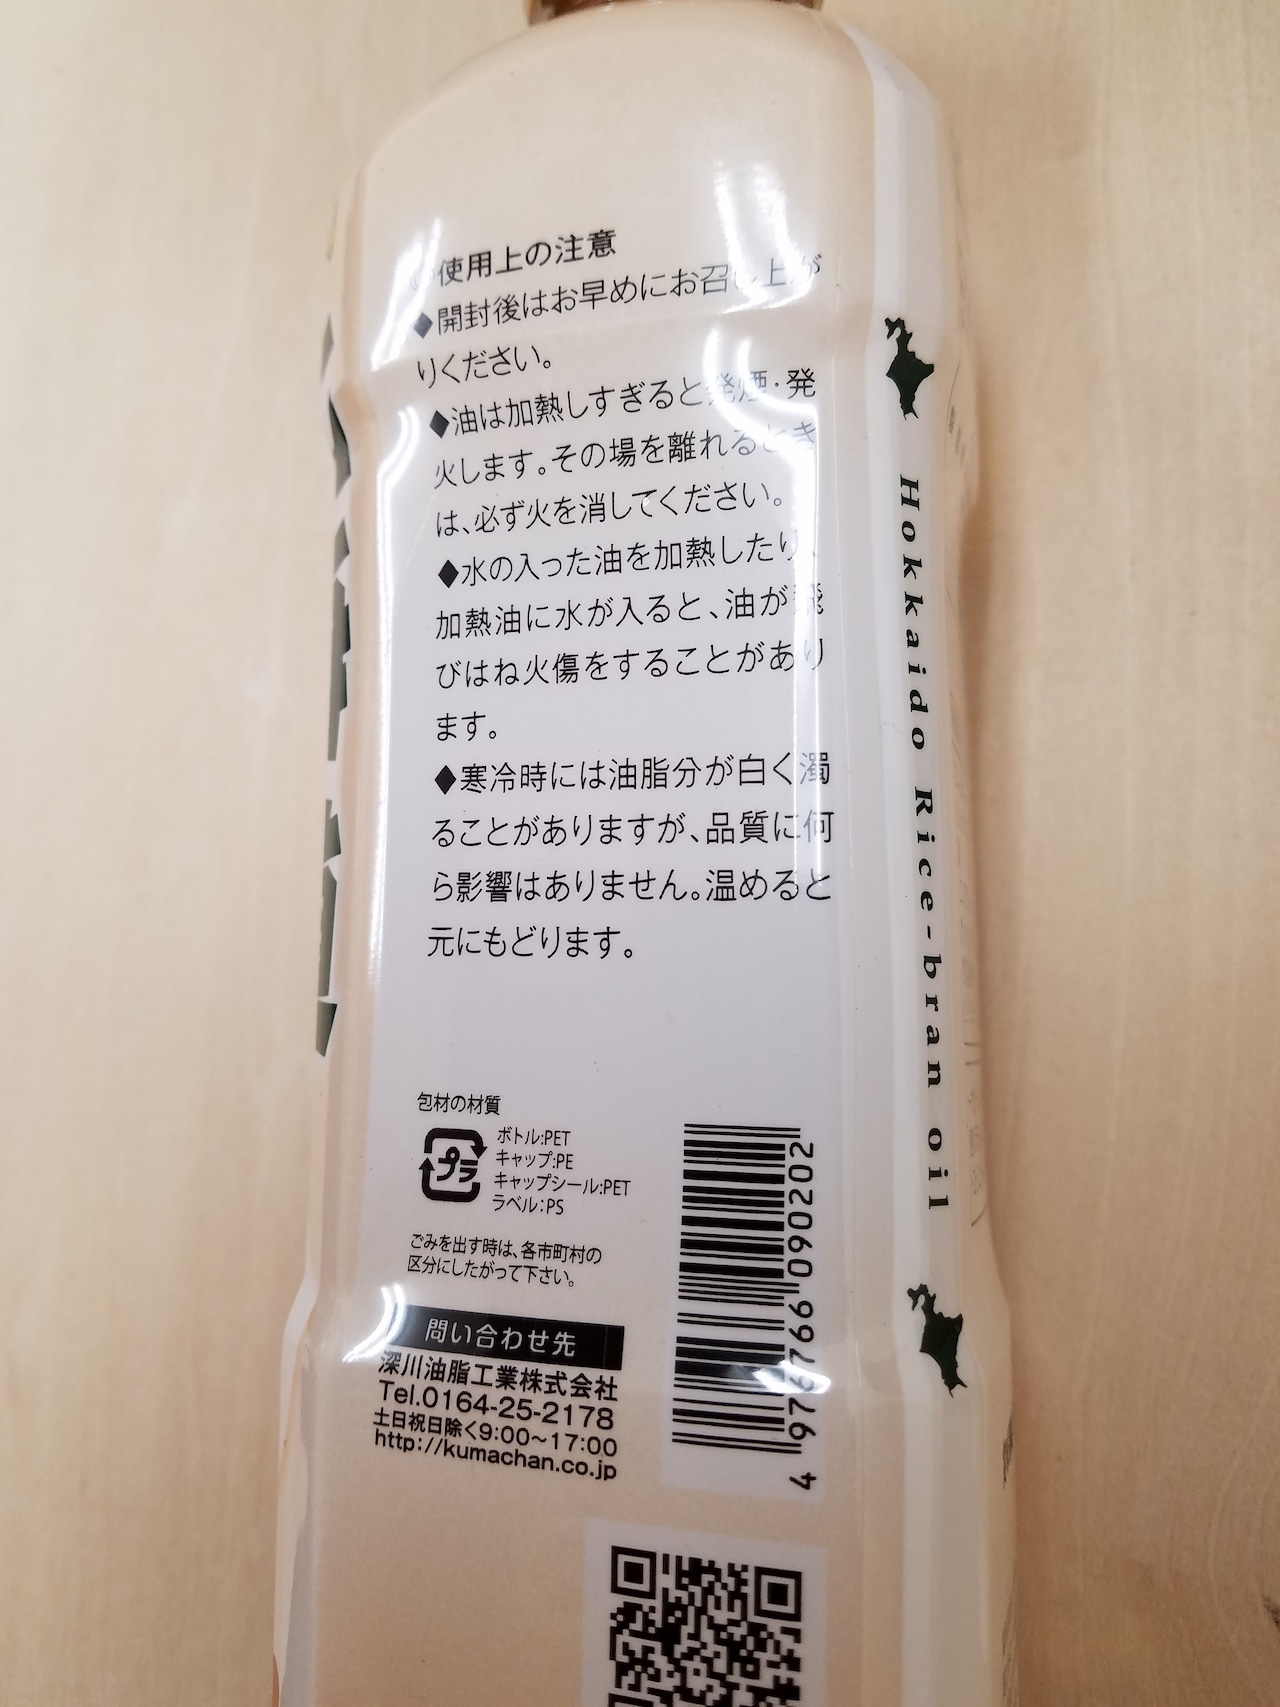 使用上の注意
◆開封後はお早めにお召し上が
りください。
◆油は加熱しすぎると発煙・発
火します。その場を離れるとき
は、必ず火を消してください。
◆水の入った油を加熱したり、
加熱油に水が入ると、油が飛
びはね火傷をすることがあり
ます。
◆寒冷時には油脂分が白く濁
ることがありますが、品質に何
ら影響はありません。温めると
元にもどります。
包材の材質
プラ
ボトル:PET
キャップ:PE
キャップシール:PET
ラベル:PS
ごみを出す時は、各市町村の
区分にしたがって下さい。
問い合わせ先
深川油脂工業株式会社
Tel.0164-25-2178
土日祝日除く9:00〜17:00
http://kumachan.co.jp
4 976766 090202
Hokkaido Rice-bran oil